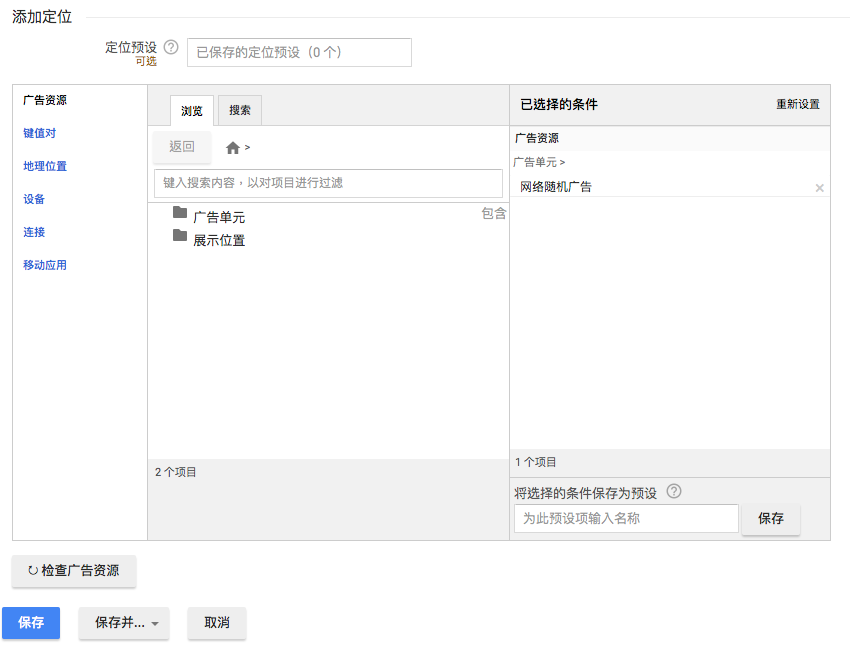 添加定位
定位预设
可选
已保存的定位预设（0 个）
广告资源
键值对
地理位置
设备
连接
移动应用
浏览
搜索
返回
>
键入搜索内容，以对项目进行过滤
广告单元
包含
展示位置
2 个项目
已选择的条件
重新设置
广告资源
广告单元 >
网络随机广告
1 个项目
将选择的条件保存为预设
为此预设项输入名称
保存
检查广告资源
保存
保存并...
取消